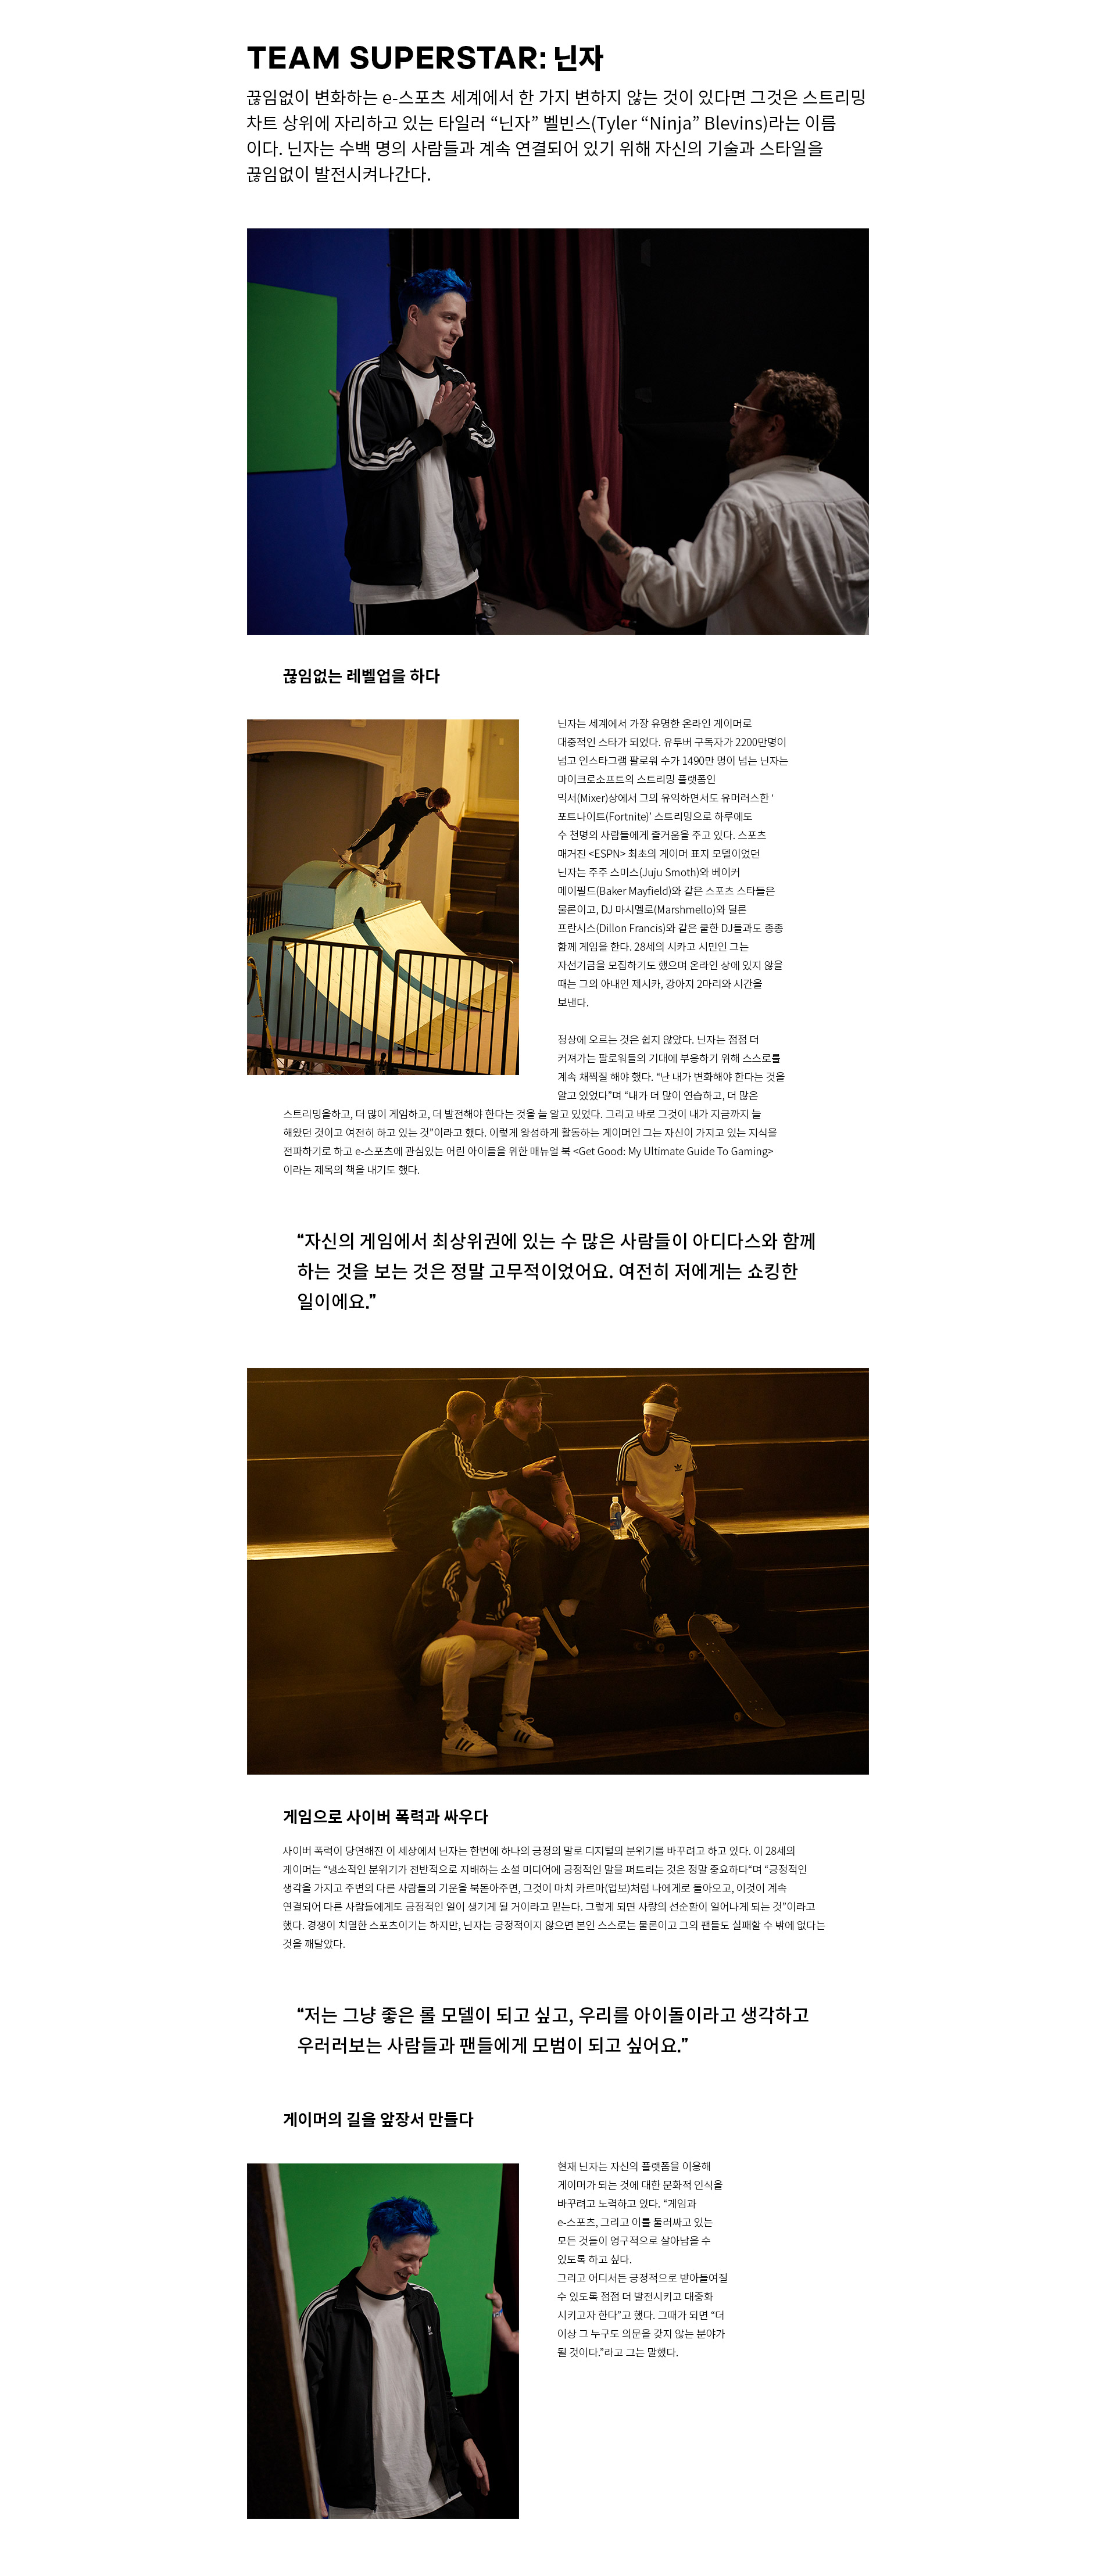 TEAM SUPERSTAR: 닌자
끊임없이 변화하는 e-스포츠 세계에서 한 가지 변하지 않는 것이 있다면 그것은 스트리밍
차트 상위에 자리하고 있는 타일러 “닌자” 벨빈스(Tyler “Ninja” Blevins)라는 이름
이다. 닌자는 수백 명의 사람들과 계속 연결되어 있기 위해 자신의 기술과 스타일을
끊임없이 발전시켜나간다.
끊임없는 레벨업을 하다
닌자는 세계에서 가장 유명한 온라인 게이머로
대중적인 스타가 되었다. 유투버 구독자가 2200만명이
넘고 인스타그램 팔로워 수가 1490만 명이 넘는 닌자는
마이크로소프트의 스트리밍 플랫폼인
믹서(Mixer)상에서 그의 유익하면서도 유머러스한 ‘
포트나이트(Fortnite)’ 스트리밍으로 하루에도
수 천명의 사람들에게 즐거움을 주고 있다. 스포츠
매거진 <ESPN> 최초의 게이머 표지 모델이었던
닌자는 주주 스미스(Juju Smoth)와 베이커
메이필드(Baker Mayfield)와 같은 스포츠 스타들은
물론이고, DJ 마시멜로(Marshmello)와 딜론
프란시스(Dillon Francis)와 같은 쿨한 DJ들과도 종종
함께 게임을 한다. 28세의 시카고 시민인 그는
자선기금을 모집하기도 했으며 온라인 상에 있지 않을
때는 그의 아내인 제시카, 강아지 2마리와 시간을
보낸다.
정상에 오르는 것은 쉽지 않았다. 닌자는 점점 더
커져가는 팔로워들의 기대에 부응하기 위해 스스로를
계속 채찍질 해야 했다. “난 내가 변화해야 한다는 것을
알고 있었다”며 “내가 더 많이 연습하고, 더 많은
스트리밍을하고, 더 많이 게임하고, 더 발전해야 한다는 것을 늘 알고 있었다. 그리고 바로 그것이 내가 지금까지 늘
해왔던 것이고 여전히 하고 있는 것”이라고 했다. 이렇게 왕성하게 활동하는 게이머인 그는 자신이 가지고 있는 지식을
전파하기로 하고 e-스포츠에 관심있는 어린 아이들을 위한 매뉴얼 북 <Get Good: My Ultimate Guide To Gaming>
이라는 제목의 책을 내기도 했다.
“자신의 게임에서 최상위권에 있는 수 많은 사람들이 아디다스와 함께
하는 것을 보는 것은 정말 고무적이었어요. 여전히 저에게는 쇼킹한
일이에요.”
게임으로 사이버 폭력과 싸우다
사이버 폭력이 당연해진 이 세상에서 닌자는 한번에 하나의 긍정의 말로 디지털의 분위기를 바꾸려고 하고 있다. 이 28세의
게이머는 “냉소적인 분위기가 전반적으로 지배하는 소셜 미디어에 긍정적인 말을 퍼트리는 것은 정말 중요하다“며 “긍정적인
생각을 가지고 주변의 다른 사람들의 기운을 북돋아주면, 그것이 마치 카르마(업보)처럼 나에게로 돌아오고, 이것이 계속
연결되어 다른 사람들에게도 긍정적인 일이 생기게 될 거이라고 믿는다. 그렇게 되면 사랑의 선순환이 일어나게 되는 것”이라고
했다. 경쟁이 치열한 스포츠이기는 하지만, 닌자는 긍정적이지 않으면 본인 스스로는 물론이고 그의 팬들도 실패할 수 밖에 없다는
것을 깨달았다.
“저는 그냥 좋은 롤 모델이 되고 싶고, 우리를 아이돌이라고 생각하고
우러러보는 사람들과 팬들에게 모범이 되고 싶어요.”
게이머의 길을 앞장서 만들다
현재 닌자는 자신의 플랫폼을 이용해
게이머가 되는 것에 대한 문화적 인식을
바꾸려고 노력하고 있다. “게임과
e-스포츠, 그리고 이를 둘러싸고 있는
모든 것들이 영구적으로 살아남을 수
있도록 하고 싶다.
그리고 어디서든 긍정적으로 받아들여질
수 있도록 점점 더 발전시키고 대중화
시키고자 한다”고 했다. 그때가 되면 “더
이상 그 누구도 의문을 갖지 않는 분야가
될 것이다.”라고 그는 말했다.